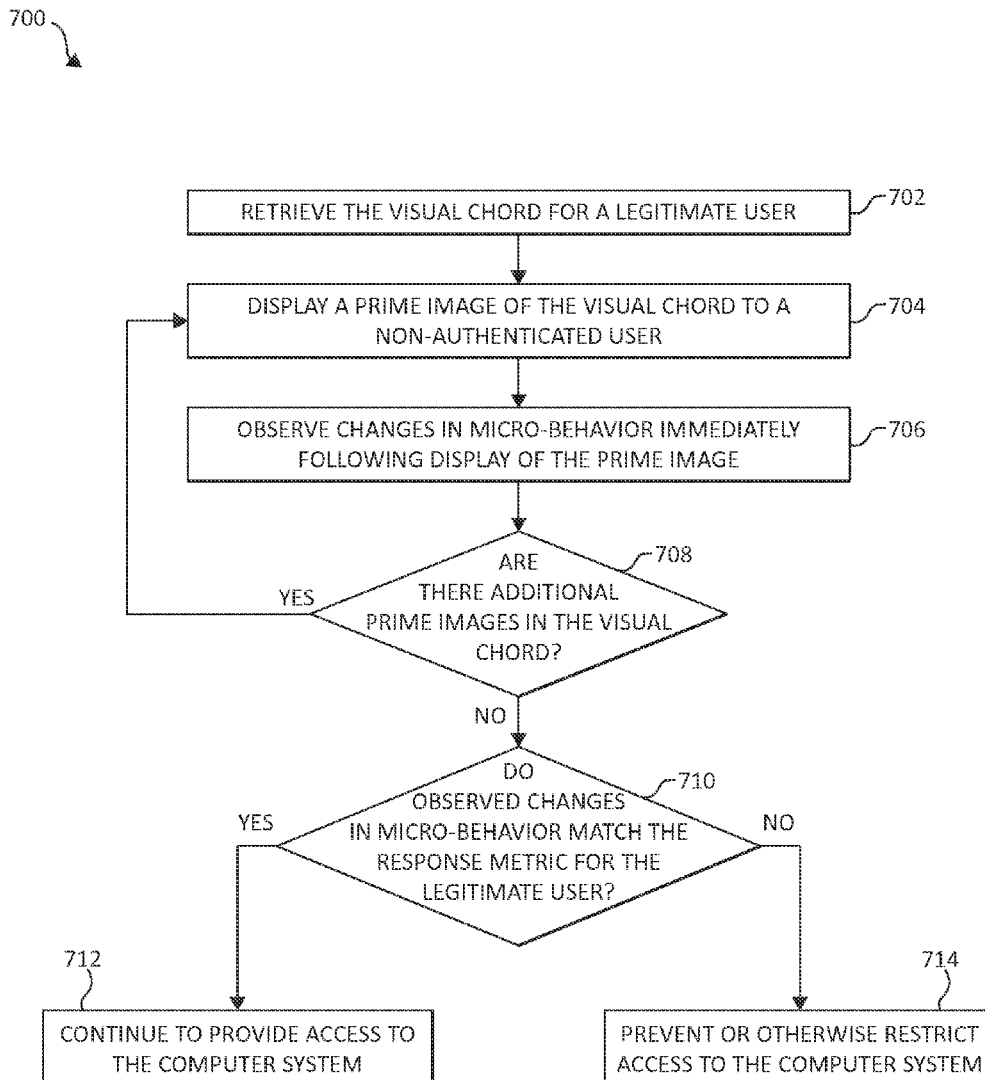 700
RETRIEVE THE VISUAL CHORD FOR A LEGITIMATE USER
702
DISPLAY A PRIME IMAGE OF THE VISUAL CHORD TO A
NON-AUTHENTICATED USER
704
OBSERVE CHANGES IN MICRO-BEHAVIOR IMMEDIATELY
FOLLOWING DISPLAY OF THE PRIME IMAGE
706
ARE
THERE ADDITIONAL
PRIME IMAGES IN THE VISUAL
CHORD?
708
YES
NO
DO
OBSERVED CHANGES
IN MICRO-BEHAVIOR MATCH THE
RESPONSE METRIC FOR THE
LEGITIMATE USER?
710
YES
NO
712
CONTINUE TO PROVIDE ACCESS TO
THE COMPUTER SYSTEM
714
PREVENT OR OTHERWISE RESTRICT
ACCESS TO THE COMPUTER SYSTEM